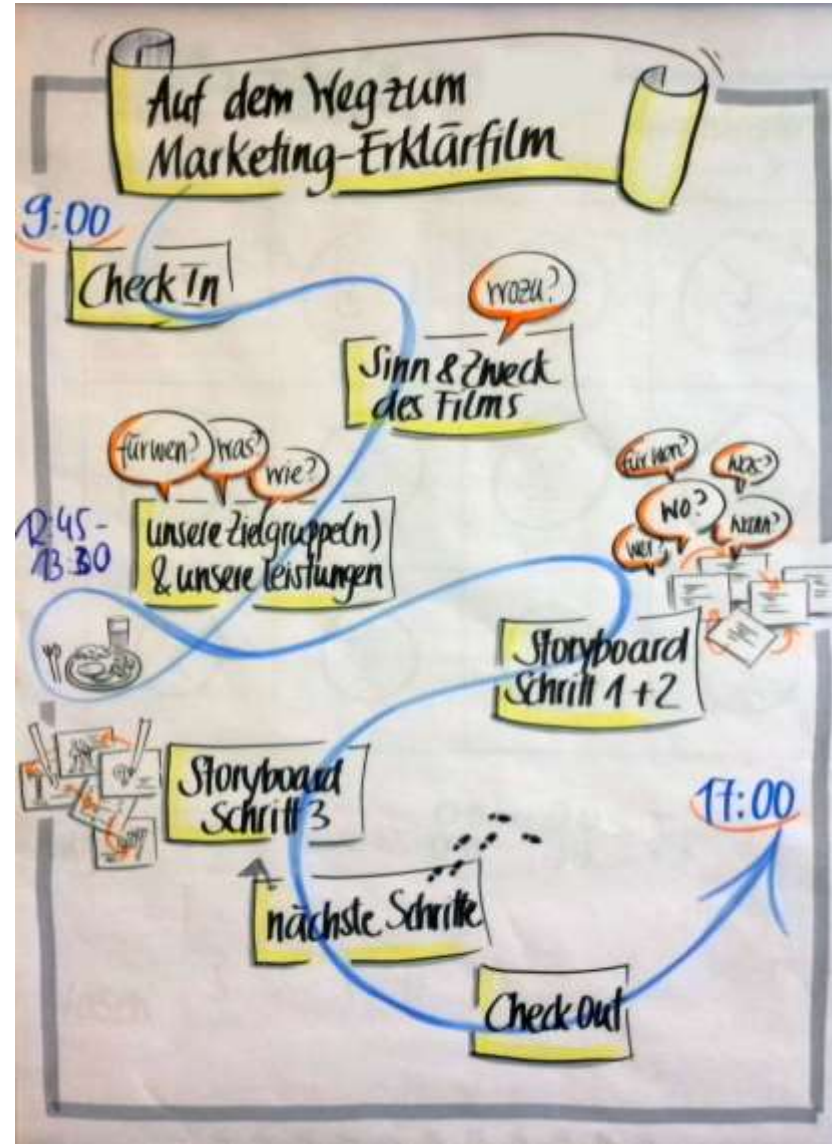 Auf dem Weg zum
Marketing-Erklärfilm
9:00
Check In
wozu?
Sinn & Zweck
des Films
für wen?
was?
wie?
unsere Zielgruppe(n)
& unsere Leistungen
12:45-
13:30
für wen?
was?
wo?
wann?
wer?
Storyboard
Schritt 1+2
Storyboard
Schritt 3
17:00
nächste Schritte
Check Out